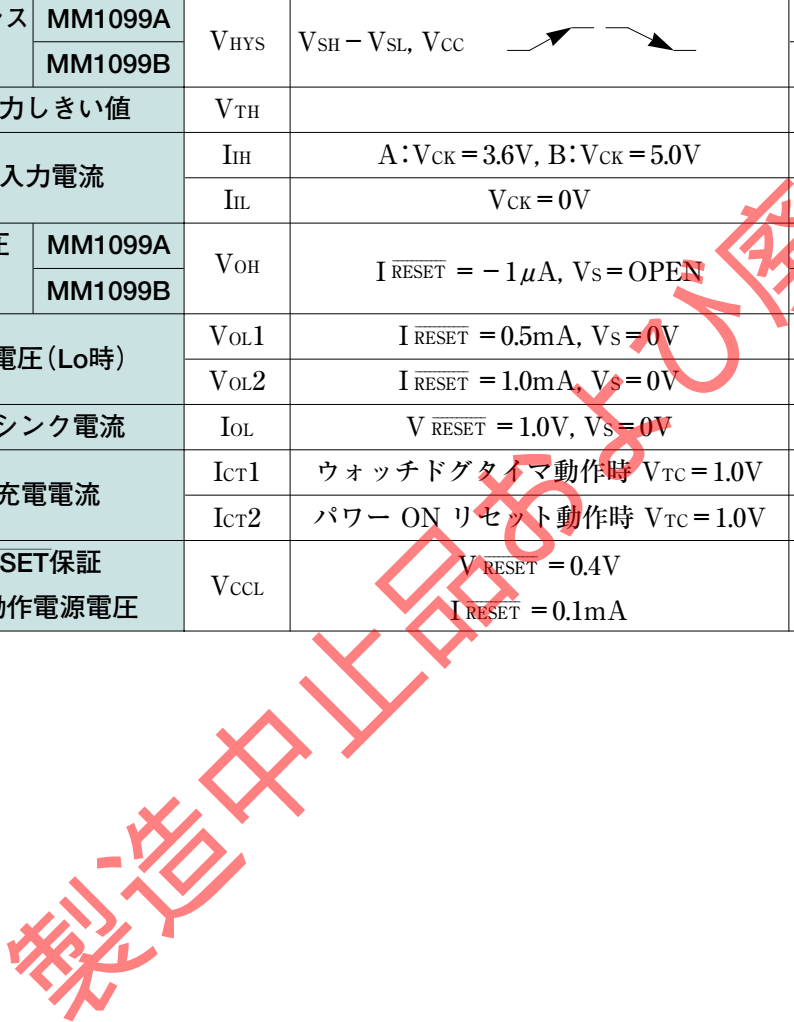 ス MM1099A VHYS VSH－VSL, VCC
MM1099B
力しきい値 VTH
入力電流 IIH A：VCK＝3.6V, B：VCK＝5.0V
IIL VCK＝0V
圧 MM1099A VOH I RESET ＝－1μA, VS＝OPEN
MM1099B
電圧（Lo時） VOL1 I RESET ＝0.5mA, VS＝0V
VOL2 I RESET ＝1.0mA, VS＝0V
シンク電流 IOL V RESET ＝1.0V, VS＝0V
充電電流 ICT1 ウォッチドグタイマ動作時 VTC＝1.0V
ICT2 パワー ON リセット動作時 VTC＝1.0V
SET保証 VCCL V RESET ＝0.4V
動作電源電圧 I RESET ＝0.1mA
製造中止品および廃